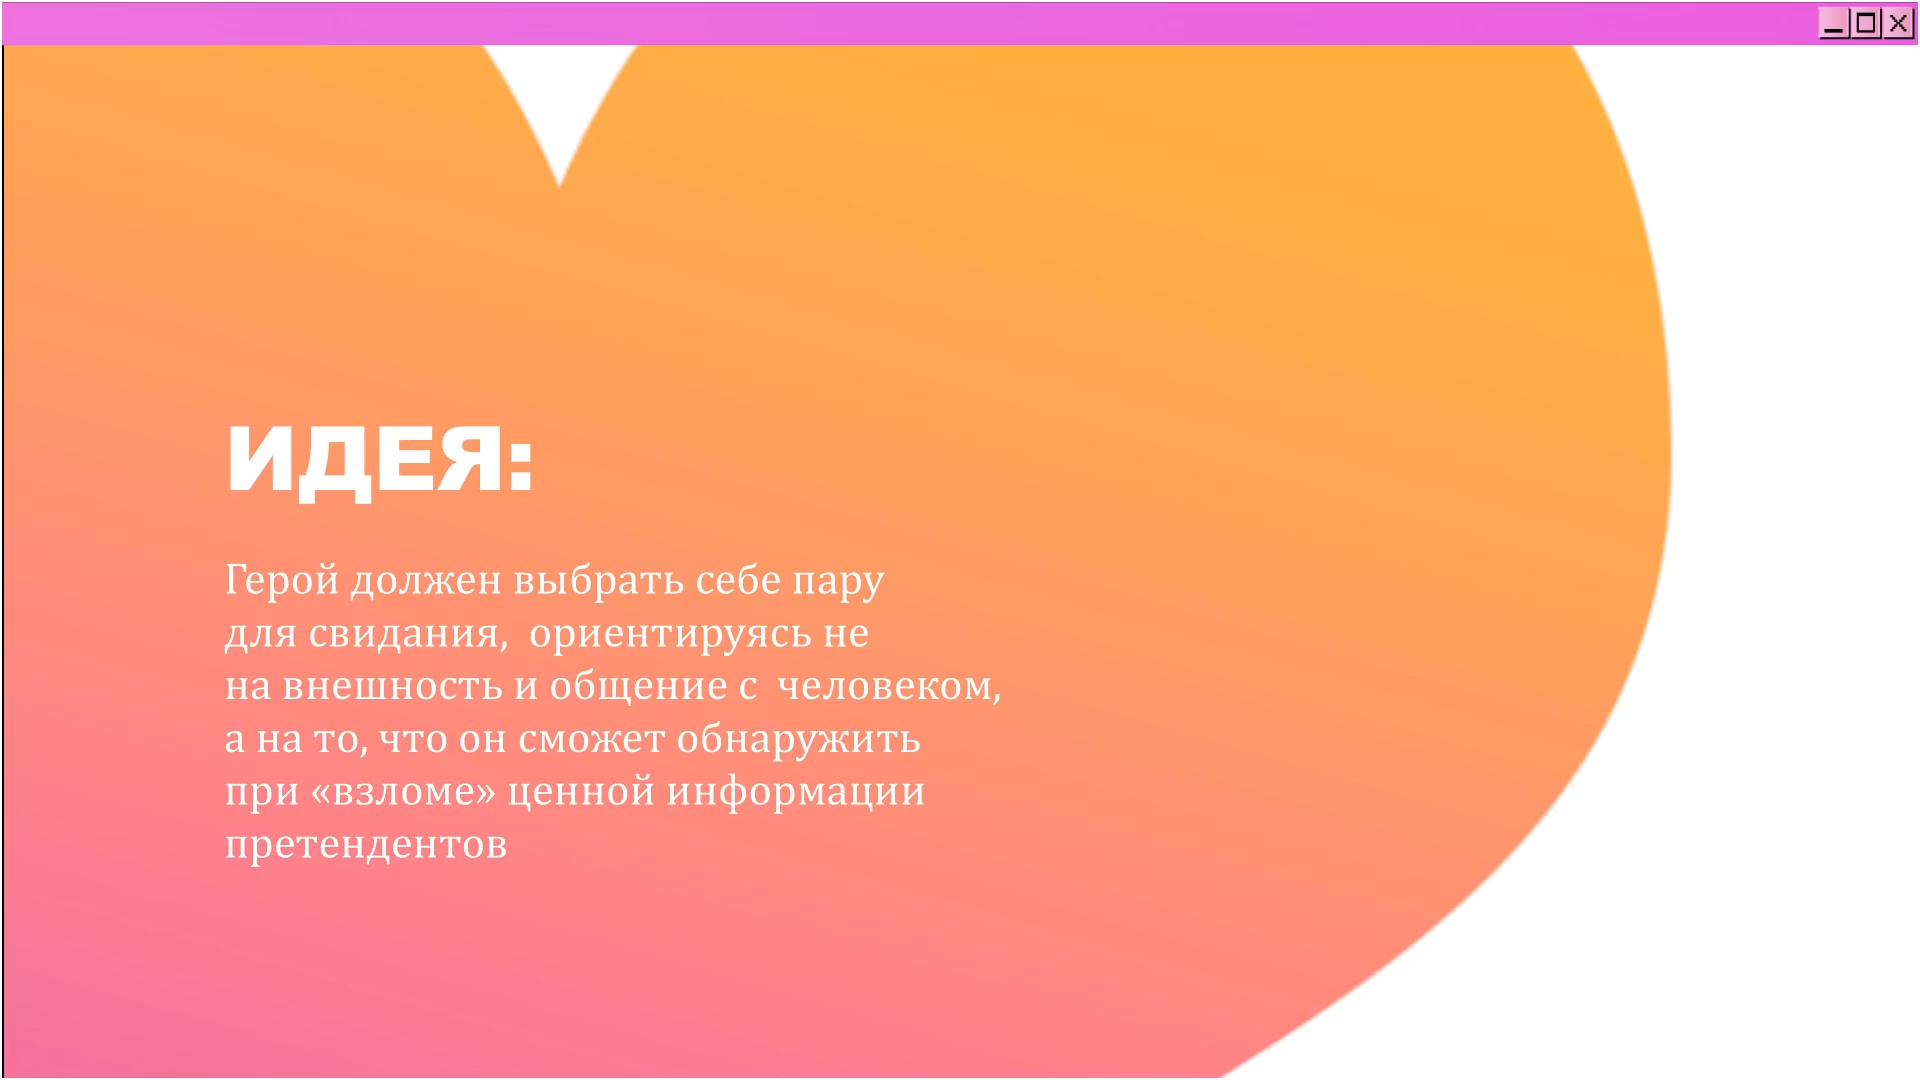 ИДЕЯ:
Герой должен выбрать себе пару
для свидания, ориентируясь не
на внешность и общение с человеком,
а на то, что он сможет обнаружить
при «взломе» ценной информации
претендентов